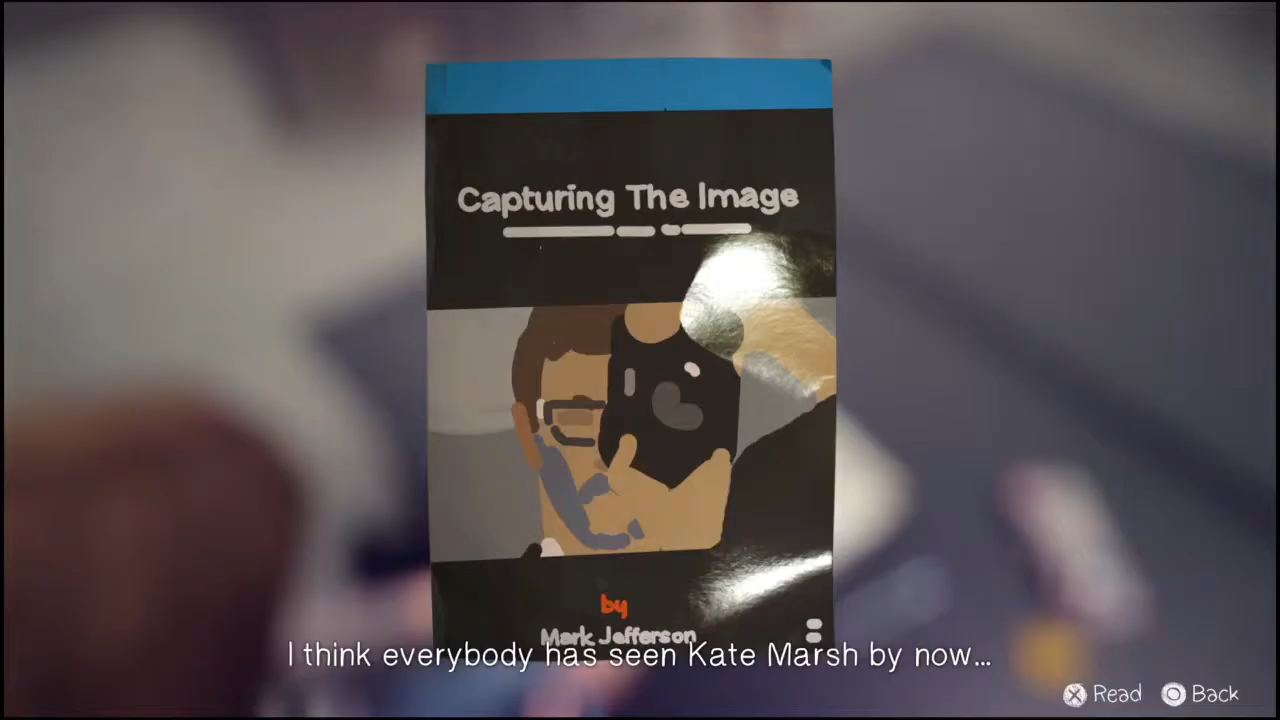 Capturing The Image
by
Mark Jefferson
I think everybody has seen Kate Marsh by now...
Read Back